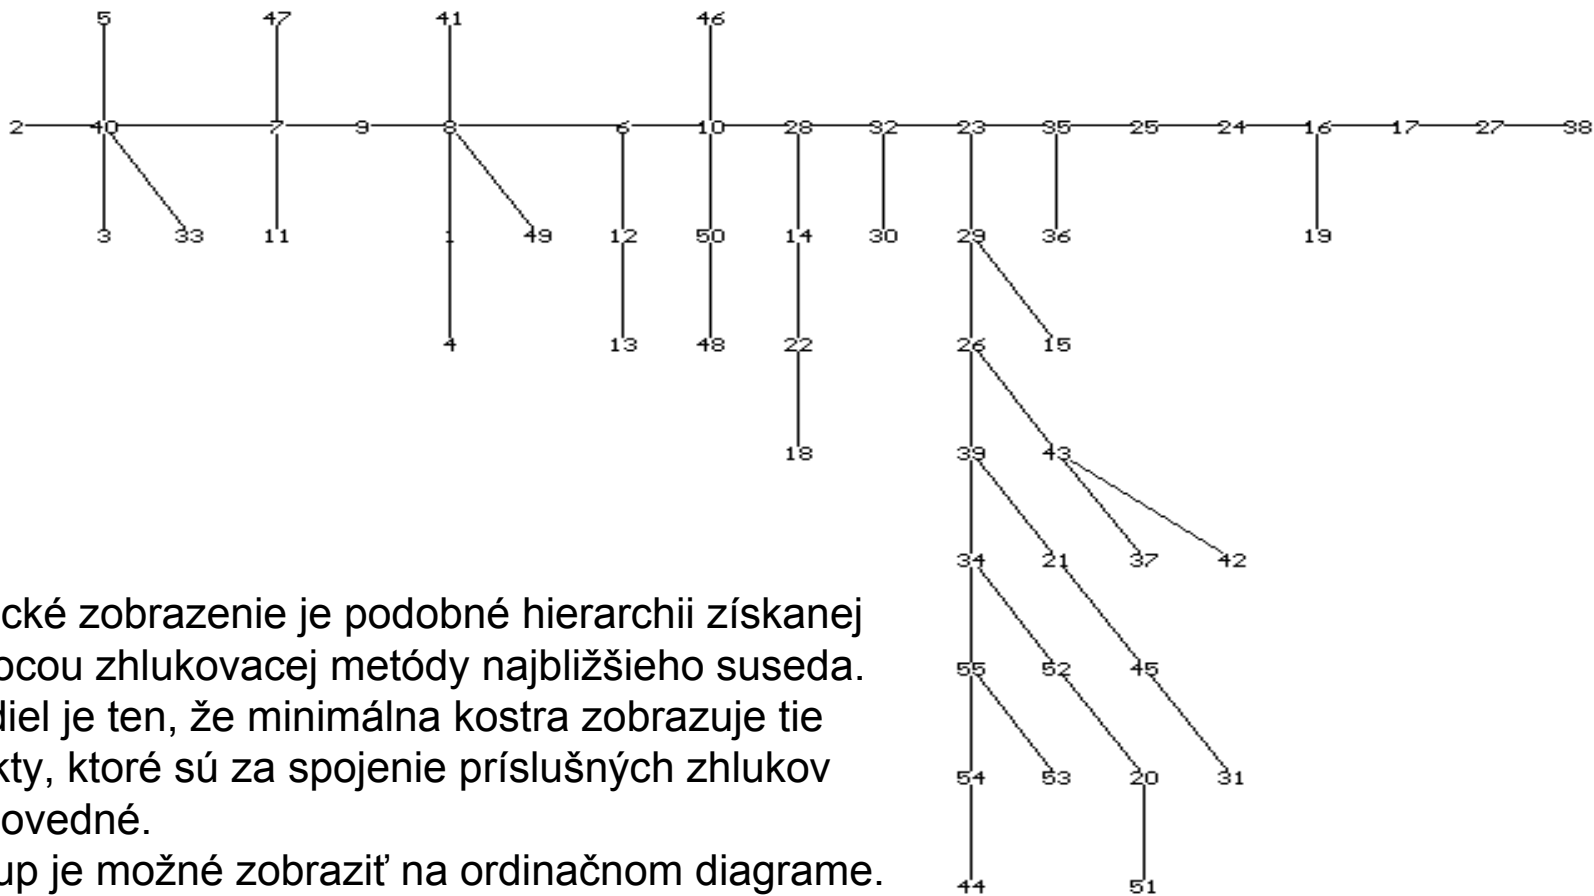 5 47 41 46
2 40 7 9 8 6 10 28 32 23 35 25 24 16 17 27 38
3 33 11 1 49 12 50 14 30 29 36 19
4 13 48 22 26 15
18 39 43
34 21 37 42
cké zobrazenie je podobné hierarchii získanej
ocou zhlukovacej metódy najbližšieho suseda.
55 52 45
diel je ten, že minimálna kostra zobrazuje tie
kty, ktoré sú za spojenie príslušných zhlukov
54 53 20 31
ovedné.
up je možné zobraziť na ordinačnom diagrame.
44 51